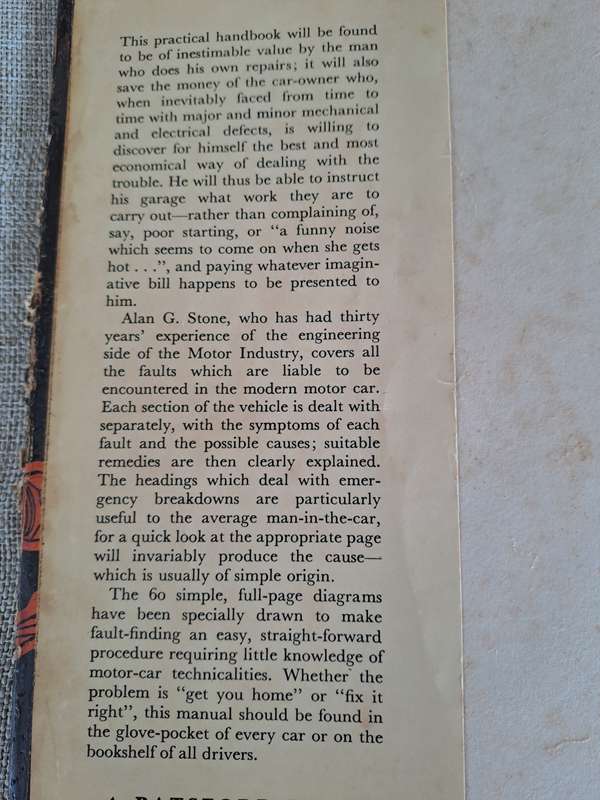 This practical handbook will be found
to be of inestimable value by the man
who does his own repairs; it will also
save the money of the car-owner who,
when inevitably faced from time to
time with major and minor mechanical
and electrical defects, is willing to
discover for himself the best and most
economical way of dealing with the
trouble. He will thus be able to instruct
his garage what work they are to
carry out—rather than complaining of,
say, poor starting, or “a funny noise
which seems to come on when she gets
hot . . .”, and paying whatever imagin-
ative bill happens to be presented to
him.
Alan G. Stone, who has had thirty
years’ experience of the engineering
side of the Motor Industry, covers all
the faults which are liable to be
encountered in the modern motor car.
Each section of the vehicle is dealt with
separately, with the symptoms of each
fault and the possible causes; suitable
remedies are then clearly explained.
The headings which deal with emer-
gency breakdowns are particularly
useful to the average man-in-the-car,
for a quick look at the appropriate page
will invariably produce the cause—
which is usually of simple origin.
The 60 simple, full-page diagrams
have been specially drawn to make
fault-finding an easy, straight-forward
procedure requiring little knowledge of
motor-car technicalities. Whether the
problem is “get you home” or “fix it
right”, this manual should be found in
the glove-pocket of every car or on the
bookshelf of all drivers.